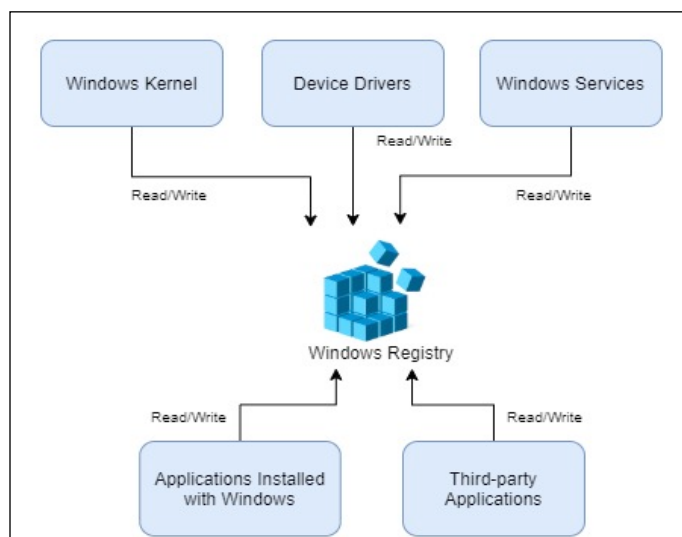 Windows Kernel
Device Drivers
Windows Services
Read/Write
Read/Write
Read/Write
Windows Registry
Read/Write
Read/Write
Applications Installed
with Windows
Third-party
Applications